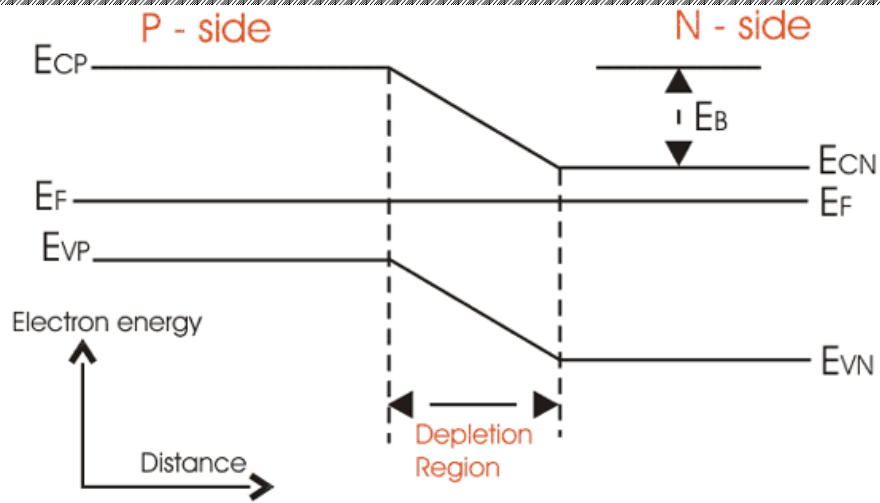 P - side
N - side
ECP
EB
ECN
EF
EF
EVP
Electron energy
EVN
Depletion
Region
Distance